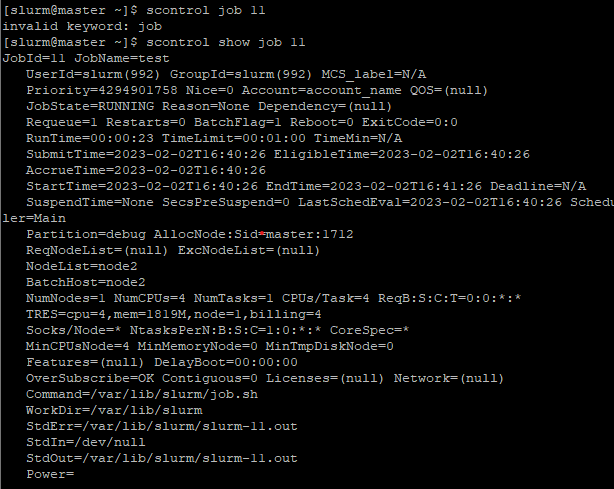 [slurm@master ~]$ scontrol job 11
invalid keyword: job
[slurm@master ~]$ scontrol show job 11
JobId=11 JobName=test
   UserId=slurm(992) GroupId=slurm(992) MCS_label=N/A
   Priority=4294901758 Nice=0 Account=account_name QOS=(null)
   JobState=RUNNING Reason=None Dependency=(null)
   Requeue=1 Restarts=0 BatchFlag=1 Reboot=0 ExitCode=0:0
   RunTime=00:00:23 TimeLimit=00:01:00 TimeMin=N/A
   SubmitTime=2023-02-02T16:40:26 EligibleTime=2023-02-02T16:40:26
   AccrueTime=2023-02-02T16:40:26
   StartTime=2023-02-02T16:40:26 EndTime=2023-02-02T16:41:26 Deadline=N/A
   SuspendTime=None SecsPreSuspend=0 LastSchedEval=2023-02-02T16:40:26 Schedu
ler=Main
   Partition=debug AllocNode:Sid=master:1712
   ReqNodeList=(null) ExcNodeList=(null)
   NodeList=node2
   BatchHost=node2
   NumNodes=1 NumCPUs=4 NumTasks=1 CPUs/Task=4 ReqB:S:C:T=0:0:*:*
   TRES=cpu=4,mem=1819M,node=1,billing=4
   Socks/Node=* NtasksPerN:B:S:C=1:0:*:* CoreSpec=*
   MinCPUsNode=4 MinMemoryNode=0 MinTmpDiskNode=0
   Features=(null) DelayBoot=00:00:00
   OverSubscribe=OK Contiguous=0 Licenses=(null) Network=(null)
   Command=/var/lib/slurm/job.sh
   WorkDir=/var/lib/slurm
   StdErr=/var/lib/slurm/slurm-11.out
   StdIn=/dev/null
   StdOut=/var/lib/slurm/slurm-11.out
   Power=